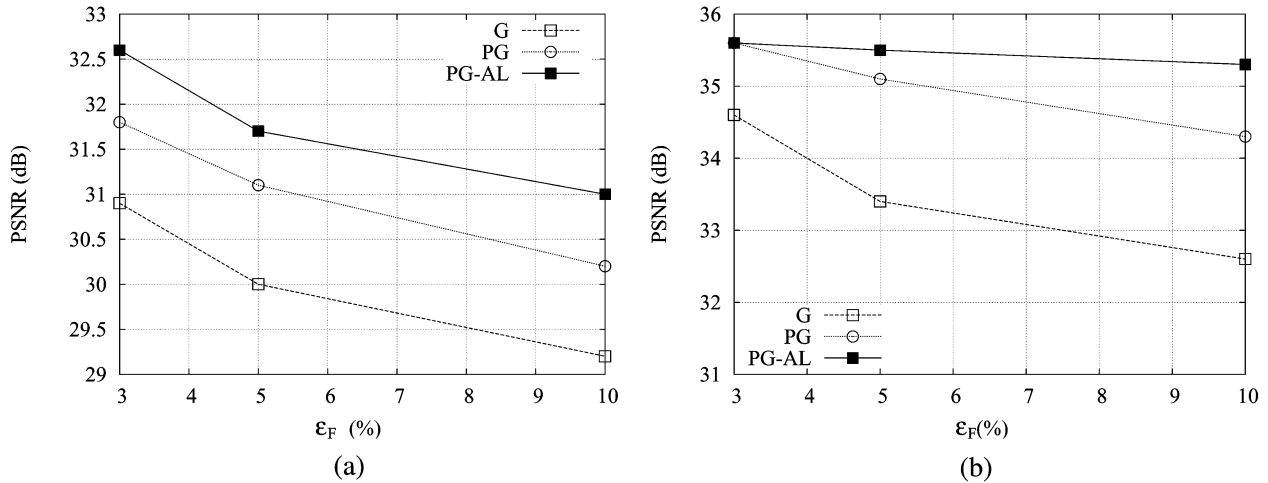 33
32.5
32
31.5
31
30.5
30
29.5
29
PSNR (dB)
G
PG
PG-AL
3 4 5 6 7 8 9 10
ε_F (%)
(a)
36
35
34
33
32
31
PSNR (dB)
G
PG
PG-AL
3 4 5 6 7 8 9 10
ε_F(%)
(b)